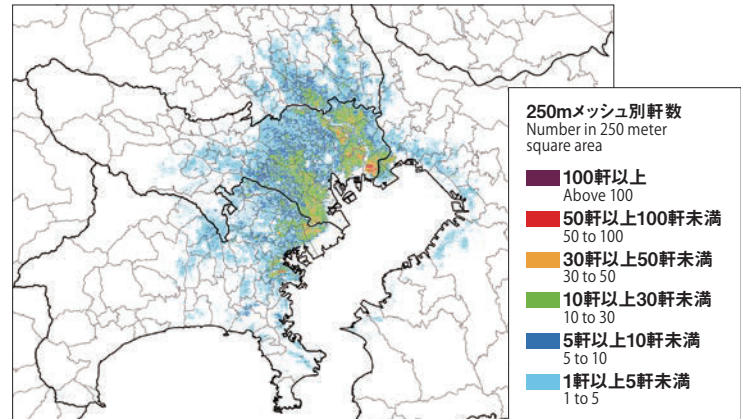 250mメッシュ別軒数
Number in 250 meter
square area
100軒以上
Above 100
50軒以上100軒未満
50 to 100
30軒以上50軒未満
30 to 50
10軒以上30軒未満
10 to 30
5軒以上10軒未満
5 to 10
1軒以上5軒未満
1 to 5